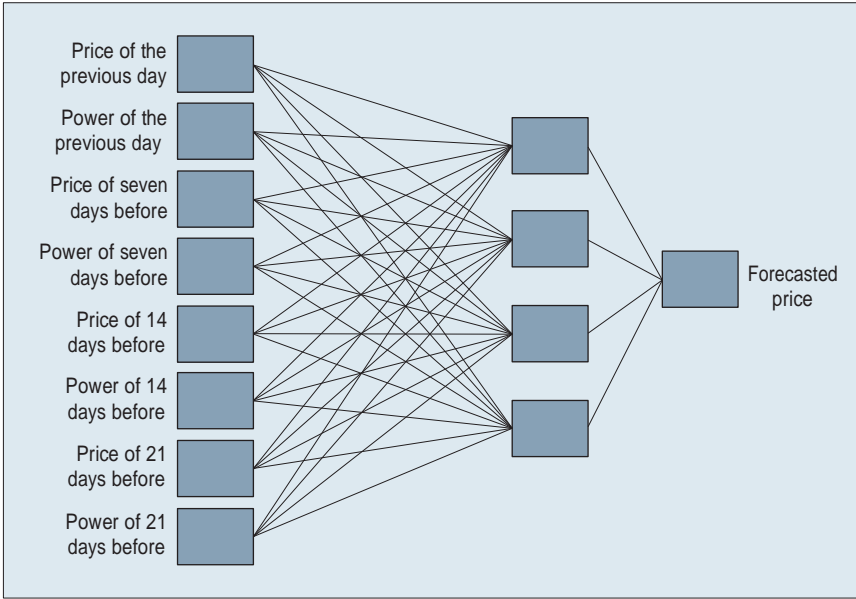 Price of the
previous day
Power of the
previous day
Price of seven
days before
Power of seven
days before
Price of 14
days before
Power of 14
days before
Price of 21
days before
Power of 21
days before
Forecasted
price